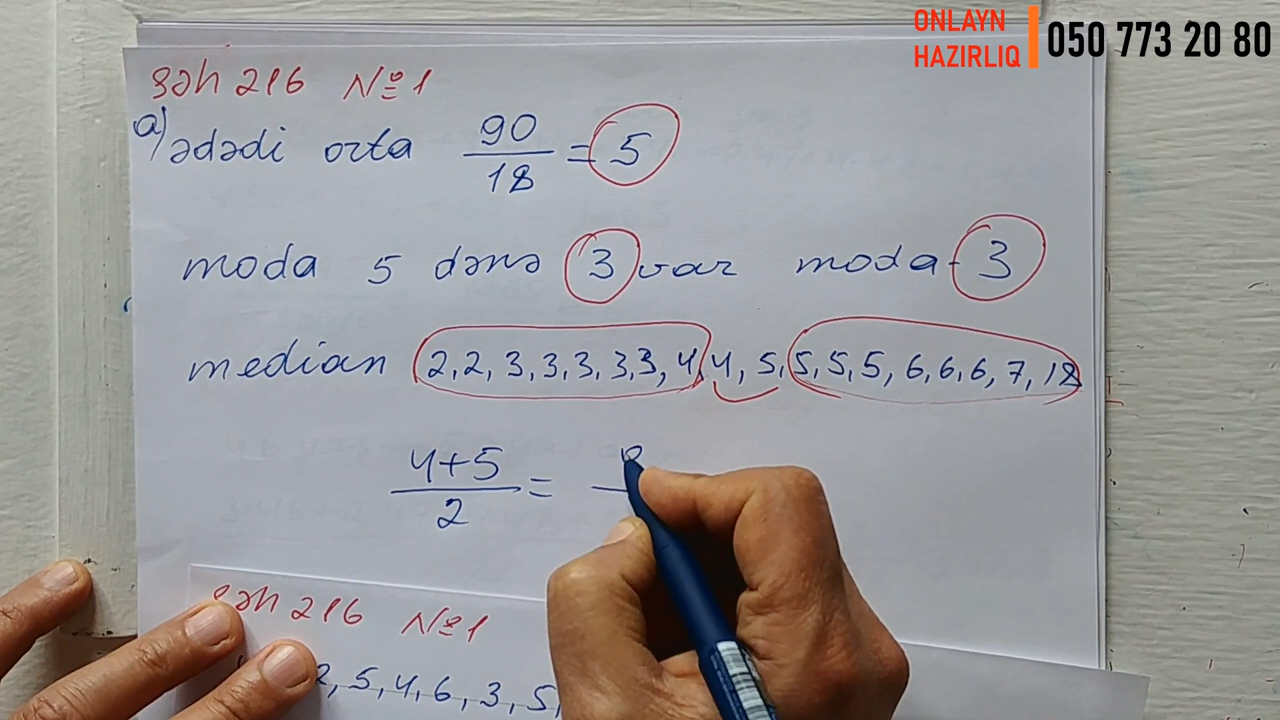 ONLAYN
HAZIRLIQ
050 773 20 80
səh 216 №1
a) ədədi orta 90/18 = 5
moda 5 dənə 3 var moda - 3
median 2, 2, 3, 3, 3, 3, 3, 4, 4, 5, 5, 5, 5, 6, 6, 6, 7, 18
4+5/2 =
səh 216 №1
2, 5, 4, 6, 3, 5,